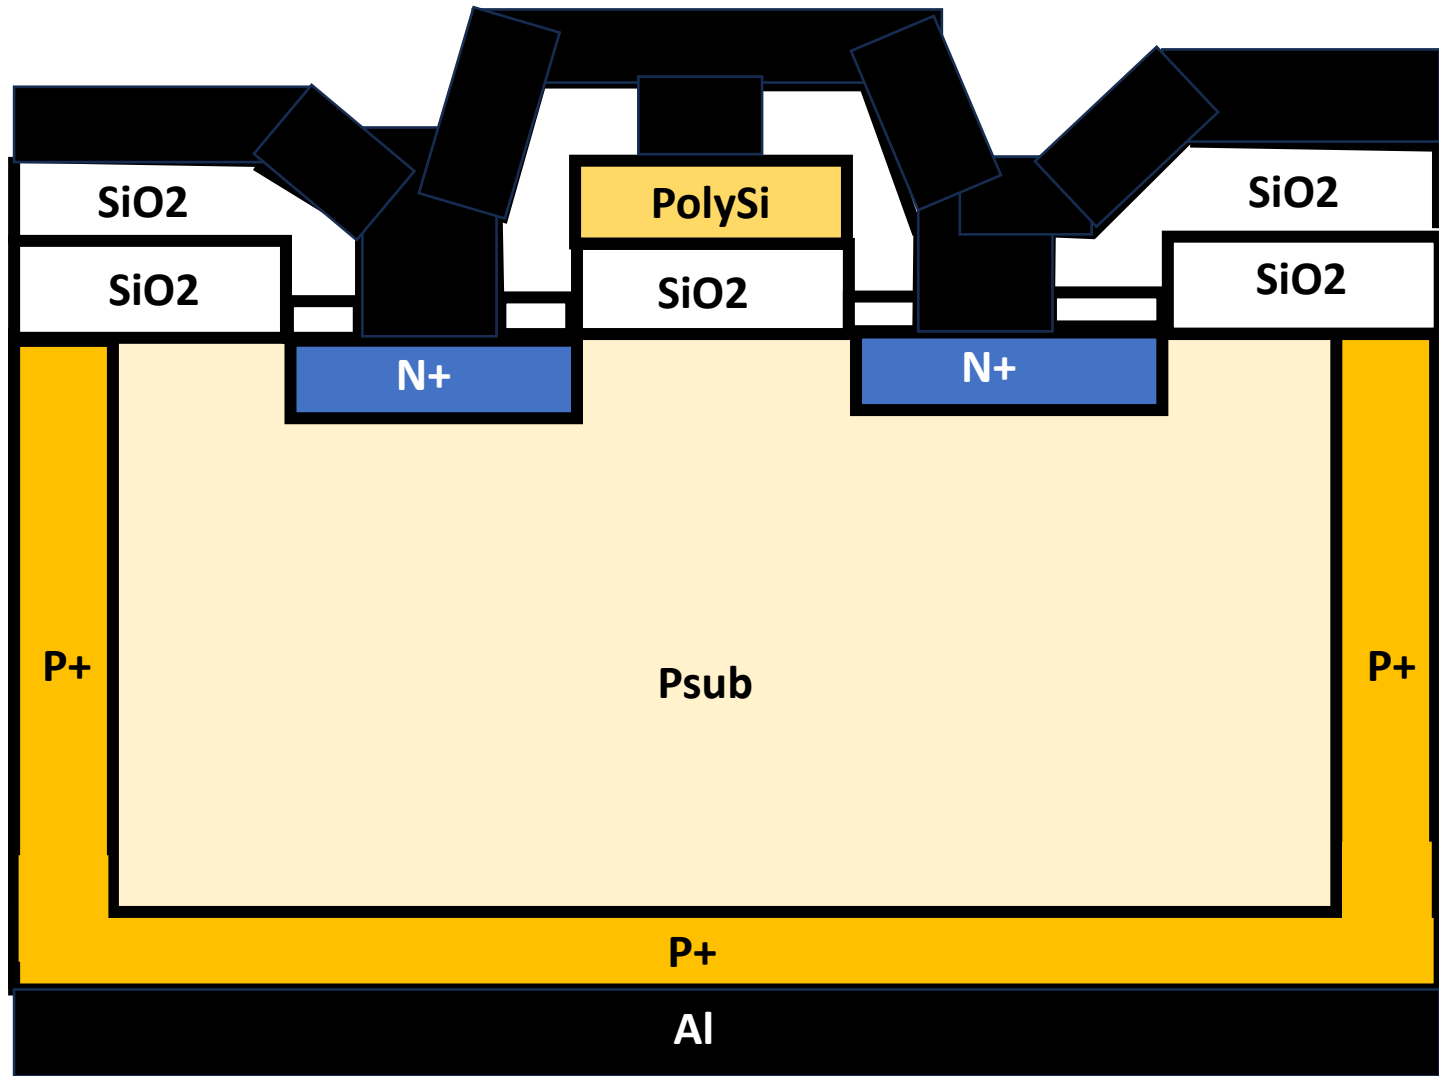 SiO2
SiO2
PolySi
SiO2
SiO2
SiO2
N+
N+
P+
Psub
P+
P+
Al